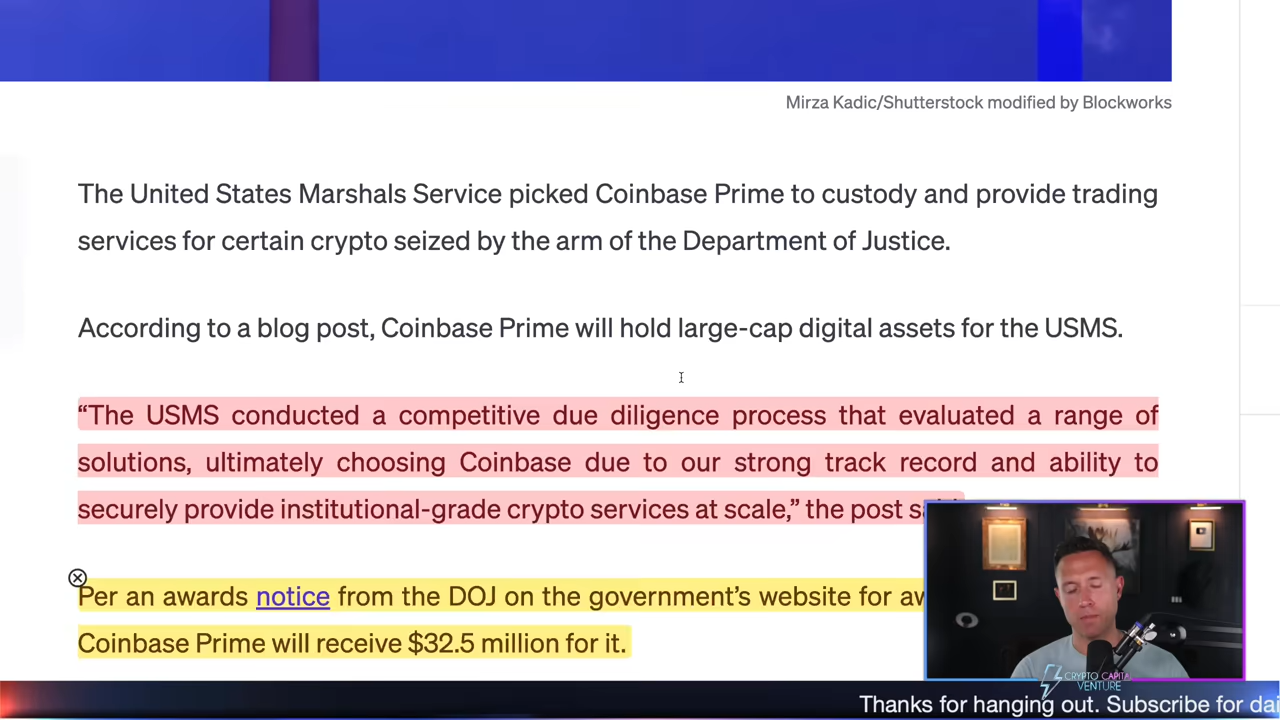 Mirza Kadic/Shutterstock modified by Blockworks
The United States Marshals Service picked Coinbase Prime to custody and provide trading
services for certain crypto seized by the arm of the Department of Justice.
According to a blog post, Coinbase Prime will hold large-cap digital assets for the USMS.
“The USMS conducted a competitive due diligence process that evaluated a range of
solutions, ultimately choosing Coinbase due to our strong track record and ability to
securely provide institutional-grade crypto services at scale,” the post
Per an awards notice from the DOJ on the government’s website for
Coinbase Prime will receive $32.5 million for it.
CRYPTO CAPITAL
VENTURE
Thanks for hanging out. Subscribe for